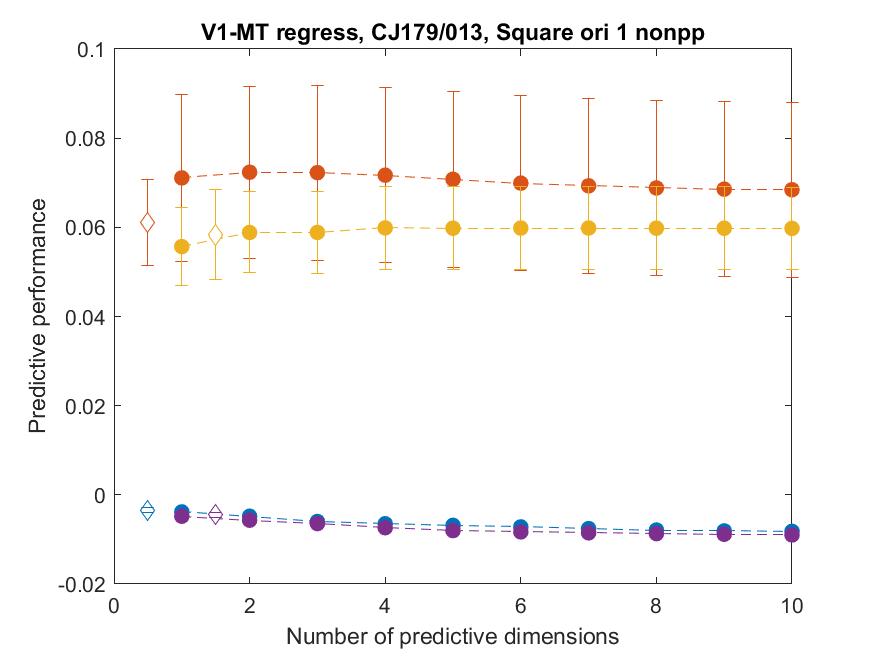 V1-MT regress, CJ179/013, Square ori 1 nonpp
0.1
0.08
0.06
0.04
0.02
0
-0.02
Predictive performance
0 2 4 6 8 10
Number of predictive dimensions